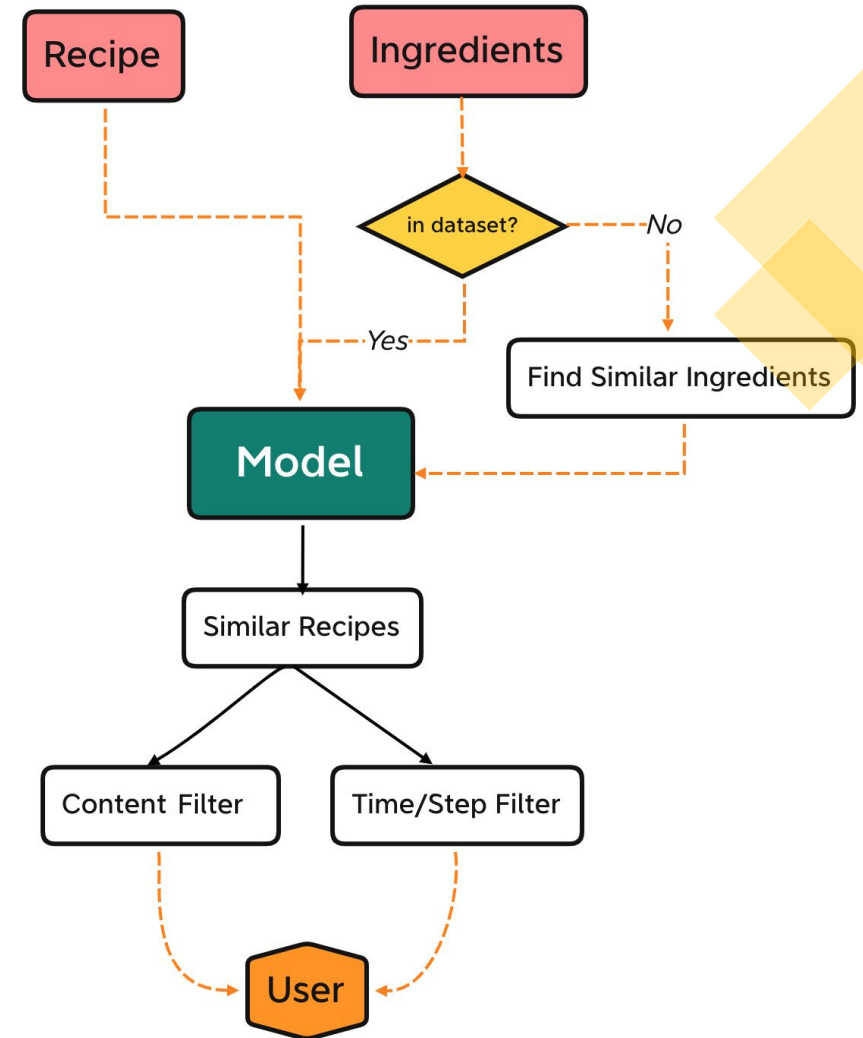 Recipe
Ingredients
in dataset?
No
Yes
Find Similar Ingredients
Model
Similar Recipes
Content Filter
Time/Step Filter
User